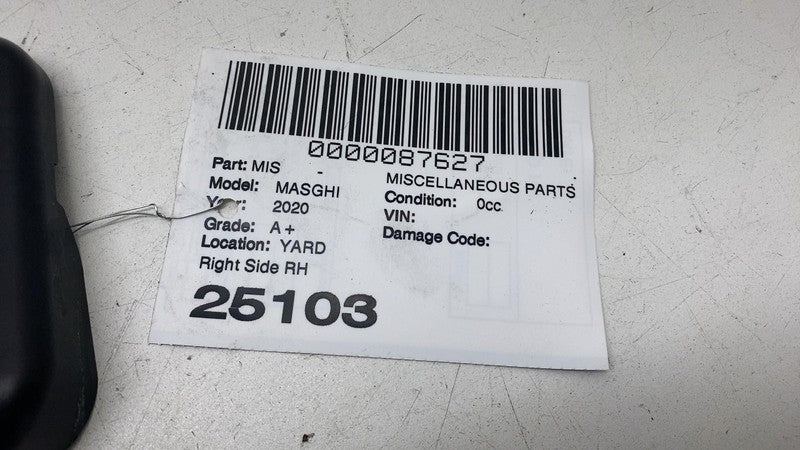 0000087627
Part: MIS - MISCELLANEOUS PARTS
Model: MASGHI Condition: 0cc
Year: 2020 VIN:
Grade: A+ Damage Code:
Location: YARD
Right Side RH
25103